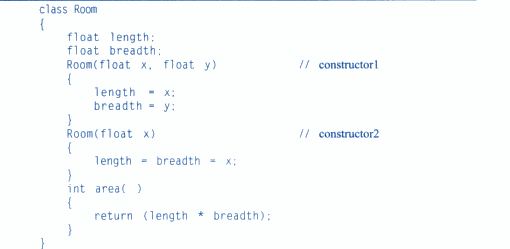 class Room
{
float length;
float breadth;
Room(float x, float y) // constructor1
{
length = x;
breadth = y;
}
Room(float x) // constructor2
{
length = breadth = x;
}
int area( )
{
return (length * breadth);
}
}